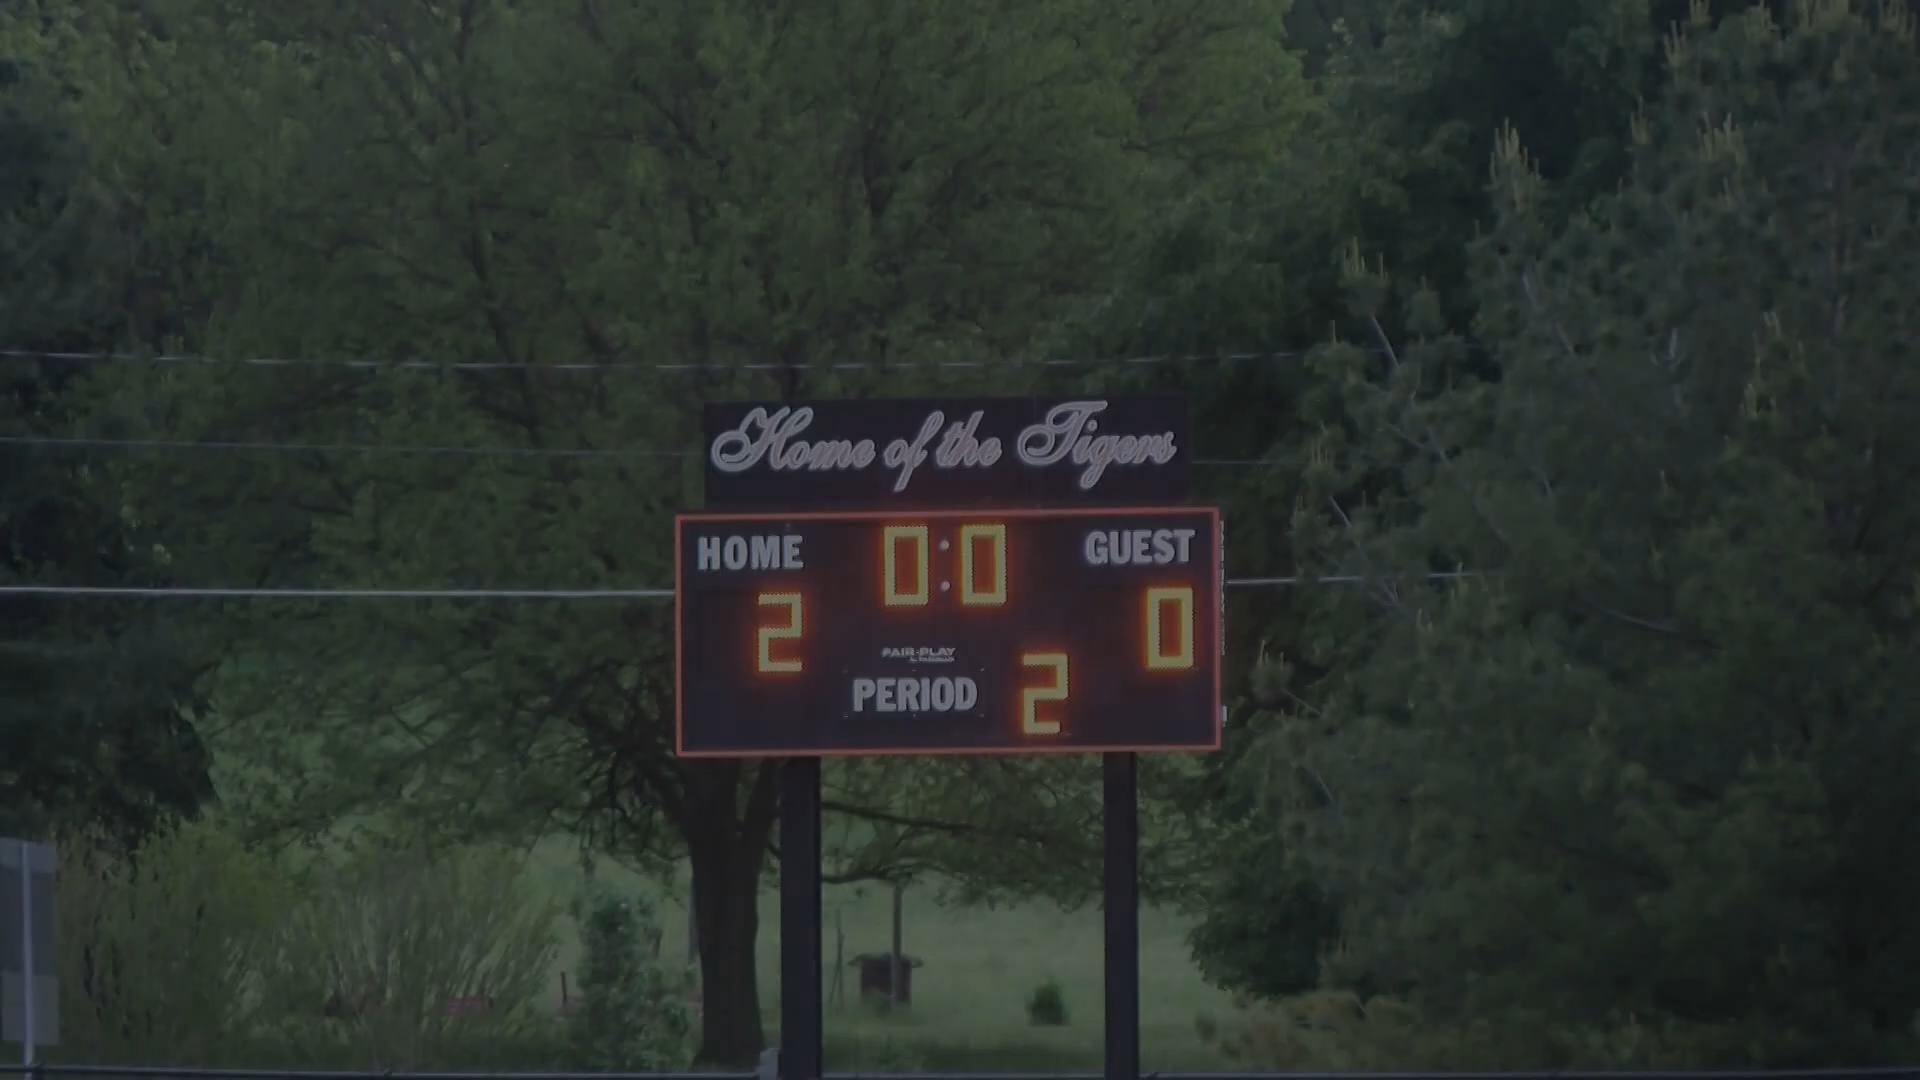 Home of the Tigers
HOME 0:0 GUEST
2 0
FAIR-PLAY
PERIOD 2